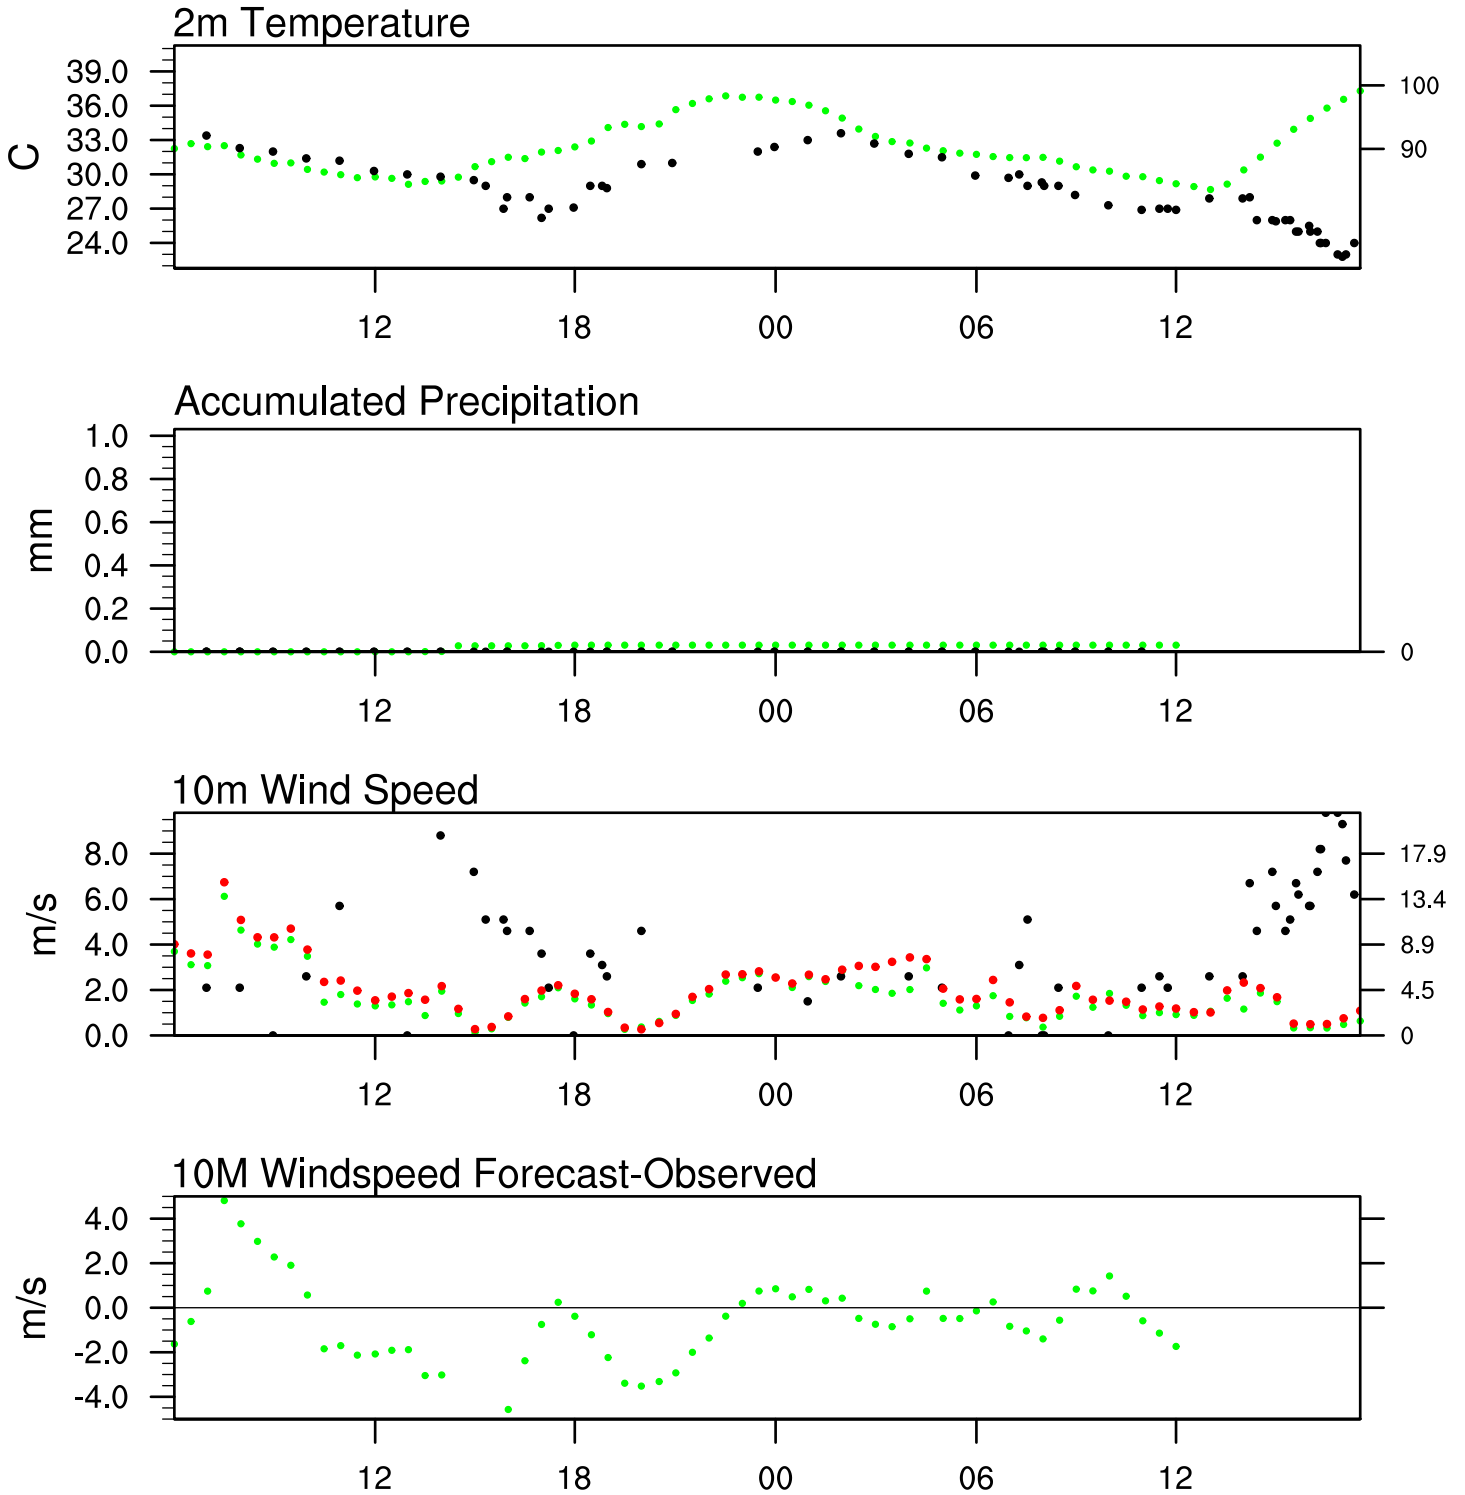 2m Temperature
39.0
36.0
33.0
30.0
27.0
24.0
C
100
90
12 18 00 06 12
Accumulated Precipitation
1.0
0.8
0.6
0.4
0.2
0.0
mm
0
12 18 00 06 12
10m Wind Speed
8.0
6.0
4.0
2.0
0.0
m/s
17.9
13.4
8.9
4.5
0
12 18 00 06 12
10M Windspeed Forecast-Observed
4.0
2.0
0.0
-2.0
-4.0
m/s
12 18 00 06 12